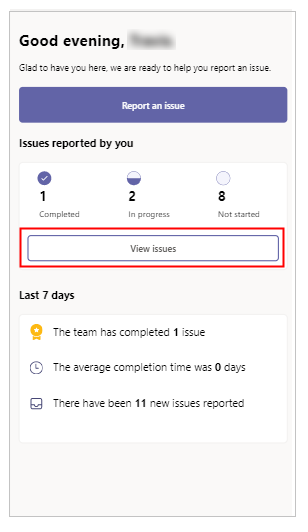 Good evening,
Glad to have you here, we are ready to help you report an issue.
Report an issue
Issues reported by you
1 2 8
Completed In progress Not started
View issues
Last 7 days
The team has completed 1 issue
The average completion time was 0 days
There have been 11 new issues reported